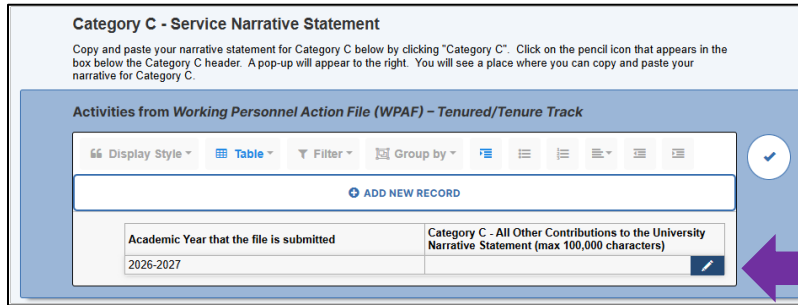 Category C - Service Narrative Statement
Copy and paste your narrative statement for Category C below by clicking "Category C".  Click on the pencil icon that appears in the
box below the Category C header.  A pop-up will appear to the right.  You will see a place where you can copy and paste your
narrative for Category C.
Activities from Working Personnel Action File (WPAF) – Tenured/Tenure Track
Display Style Table Filter Group by
ADD NEW RECORD
Academic Year that the file is submitted
Category C - All Other Contributions to the University
Narrative Statement (max 100,000 characters)
2026-2027